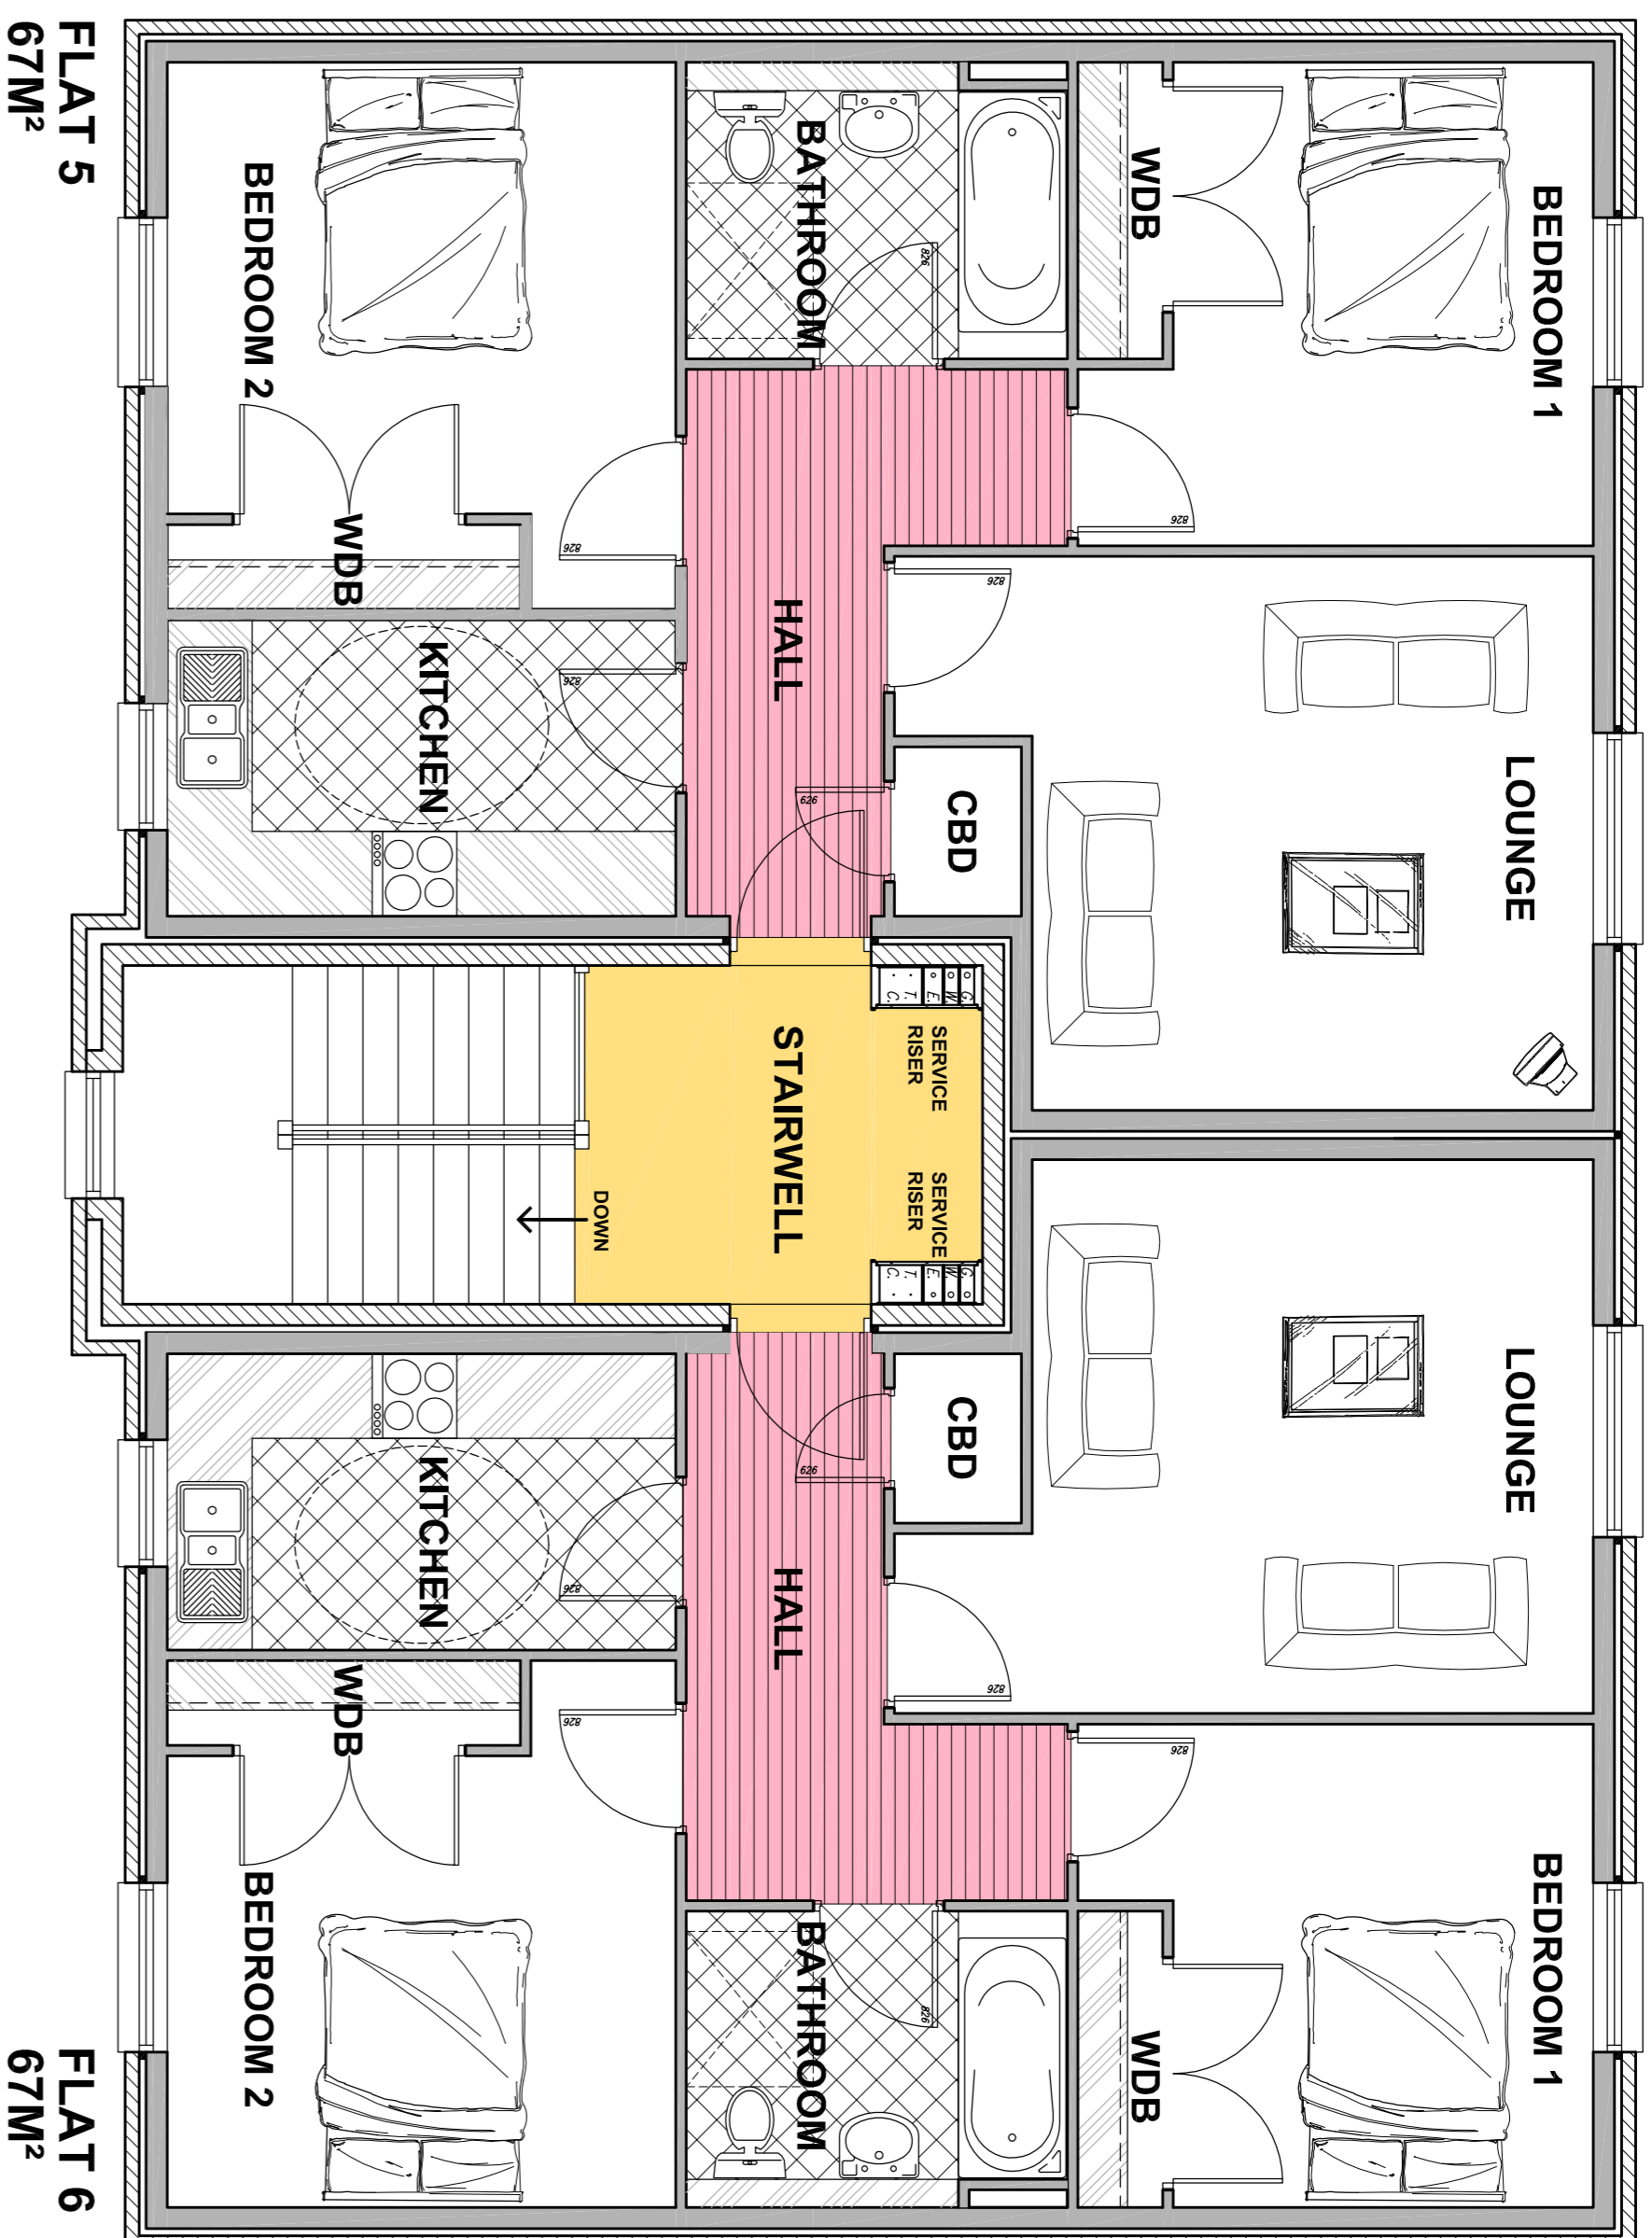 BEDROOM 1
LOUNGE
LOUNGE
BEDROOM 1
826
826
WDB
WDB
826
826
CBD
CBD
G.
W.
E.
T.
C.
SERVICE
RISER
SERVICE
RISER
G.
W.
E.
T.
C.
826
826
626
626
BATHROOM
HALL
STAIRWELL
HALL
BATHROOM
DOWN
826
826
826
826
KITCHEN
KITCHEN
WDB
WDB
BEDROOM 2
BEDROOM 2
FLAT 5
67M²
FLAT 6
67M²